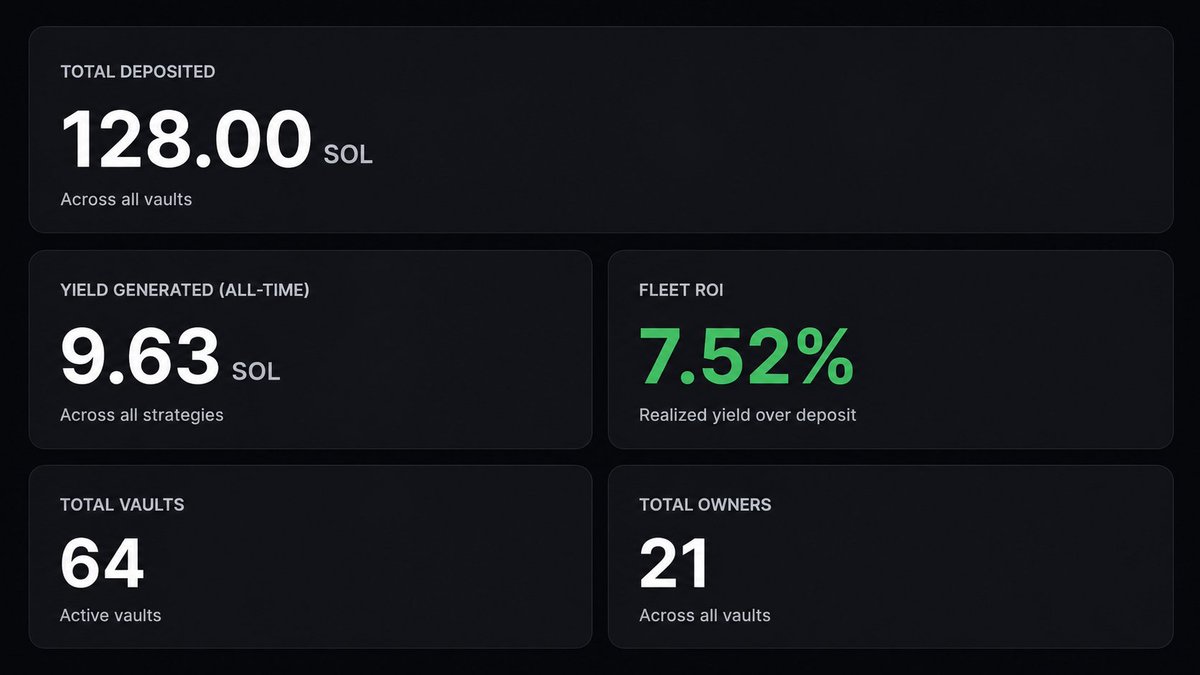 TOTAL DEPOSITED
128.00 SOL
Across all vaults
YIELD GENERATED (ALL-TIME)
9.63 SOL
Across all strategies
FLEET ROI
7.52%
Realized yield over deposit
TOTAL VAULTS
64
Active vaults
TOTAL OWNERS
21
Across all vaults